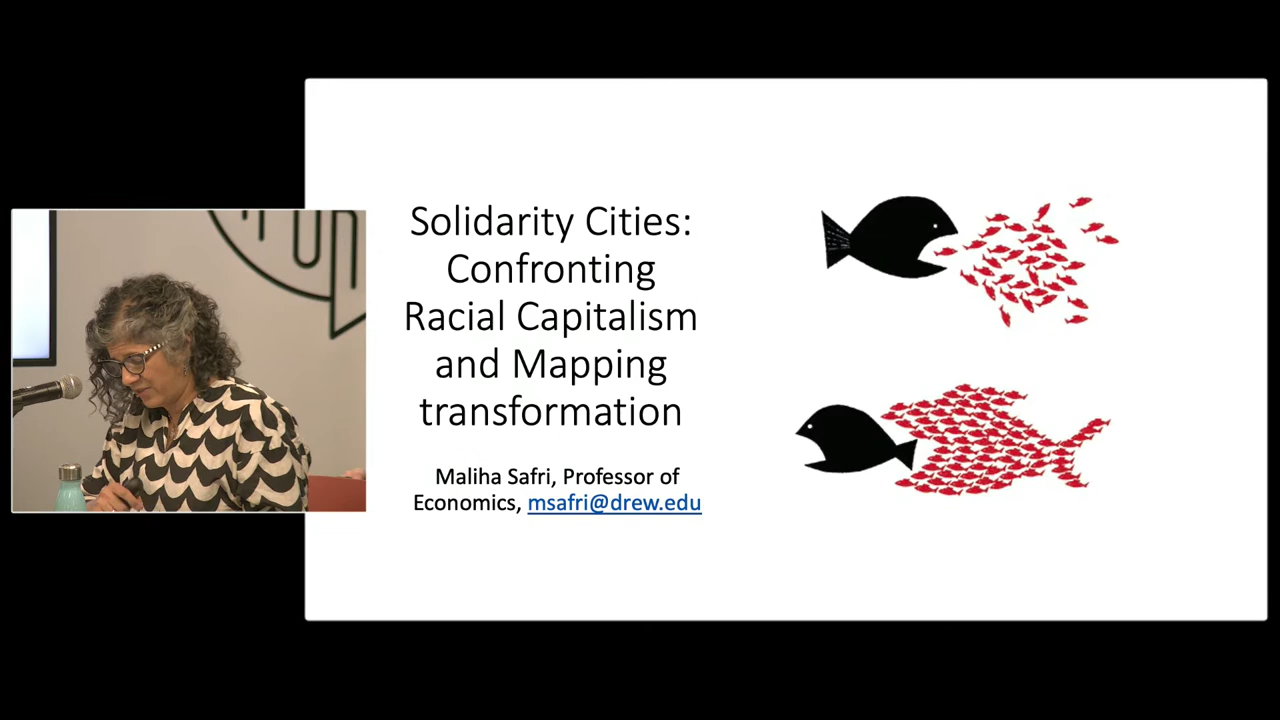 Solidarity Cities:
Confronting
Racial Capitalism
and Mapping
transformation
Maliha Safri, Professor of
Economics, msafri@drew.edu